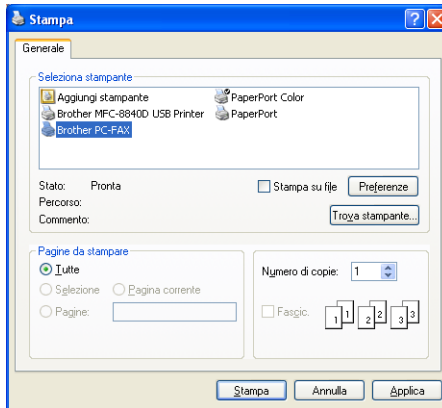 Stampa
Generale
Seleziona stampante
Aggiungi stampante
PaperPort Color
Brother MFC-8840D USB Printer
PaperPort
Brother PC-FAX
Stato: Pronta
Stampa su file
Preferenze
Percorso:
Commento:
Trova stampante...
Pagine da stampare
Tutte
Selezione
Pagina corrente
Pagine:
Numero di copie: 1
Fascic.
1 1 2 2 3 3
Stampa
Annulla
Applica